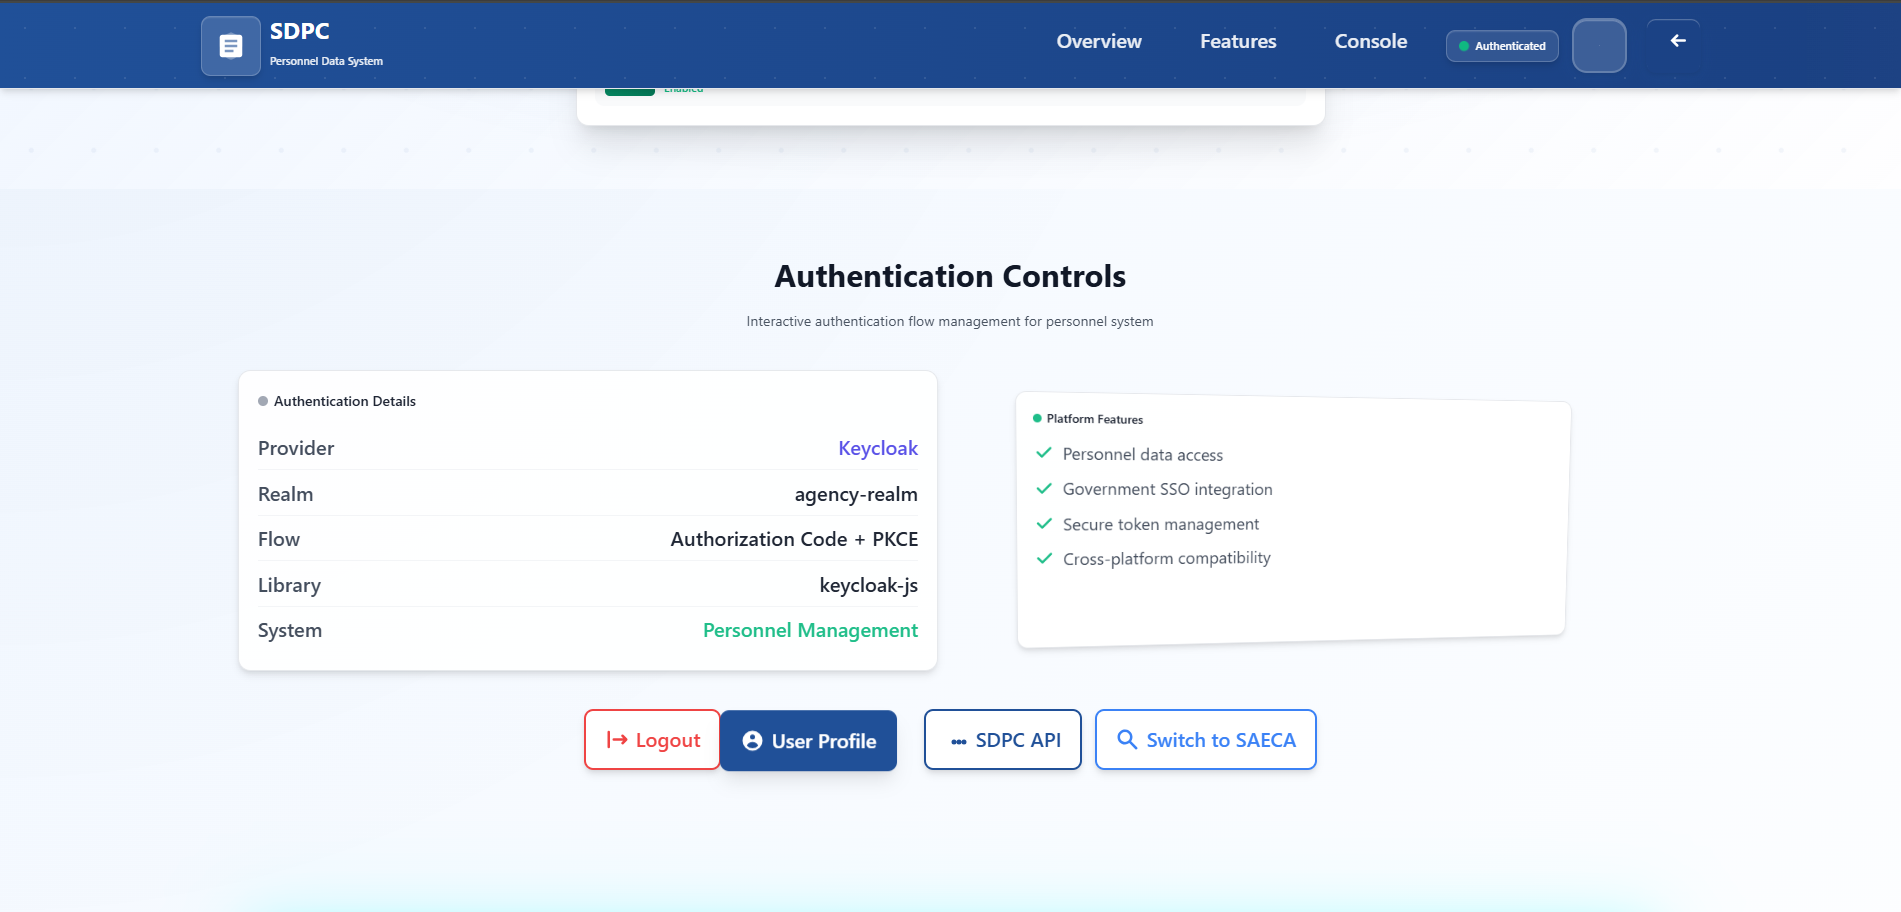 SDPC
Personnel Data System
Overview
Features
Console
Authenticated
Enabled
Authentication Controls
Interactive authentication flow management for personnel system
Authentication Details
Provider Keycloak
Realm agency-realm
Flow Authorization Code + PKCE
Library keycloak-js
System Personnel Management
Platform Features
Personnel data access
Government SSO integration
Secure token management
Cross-platform compatibility
Logout
User Profile
SDPC API
Switch to SAECA